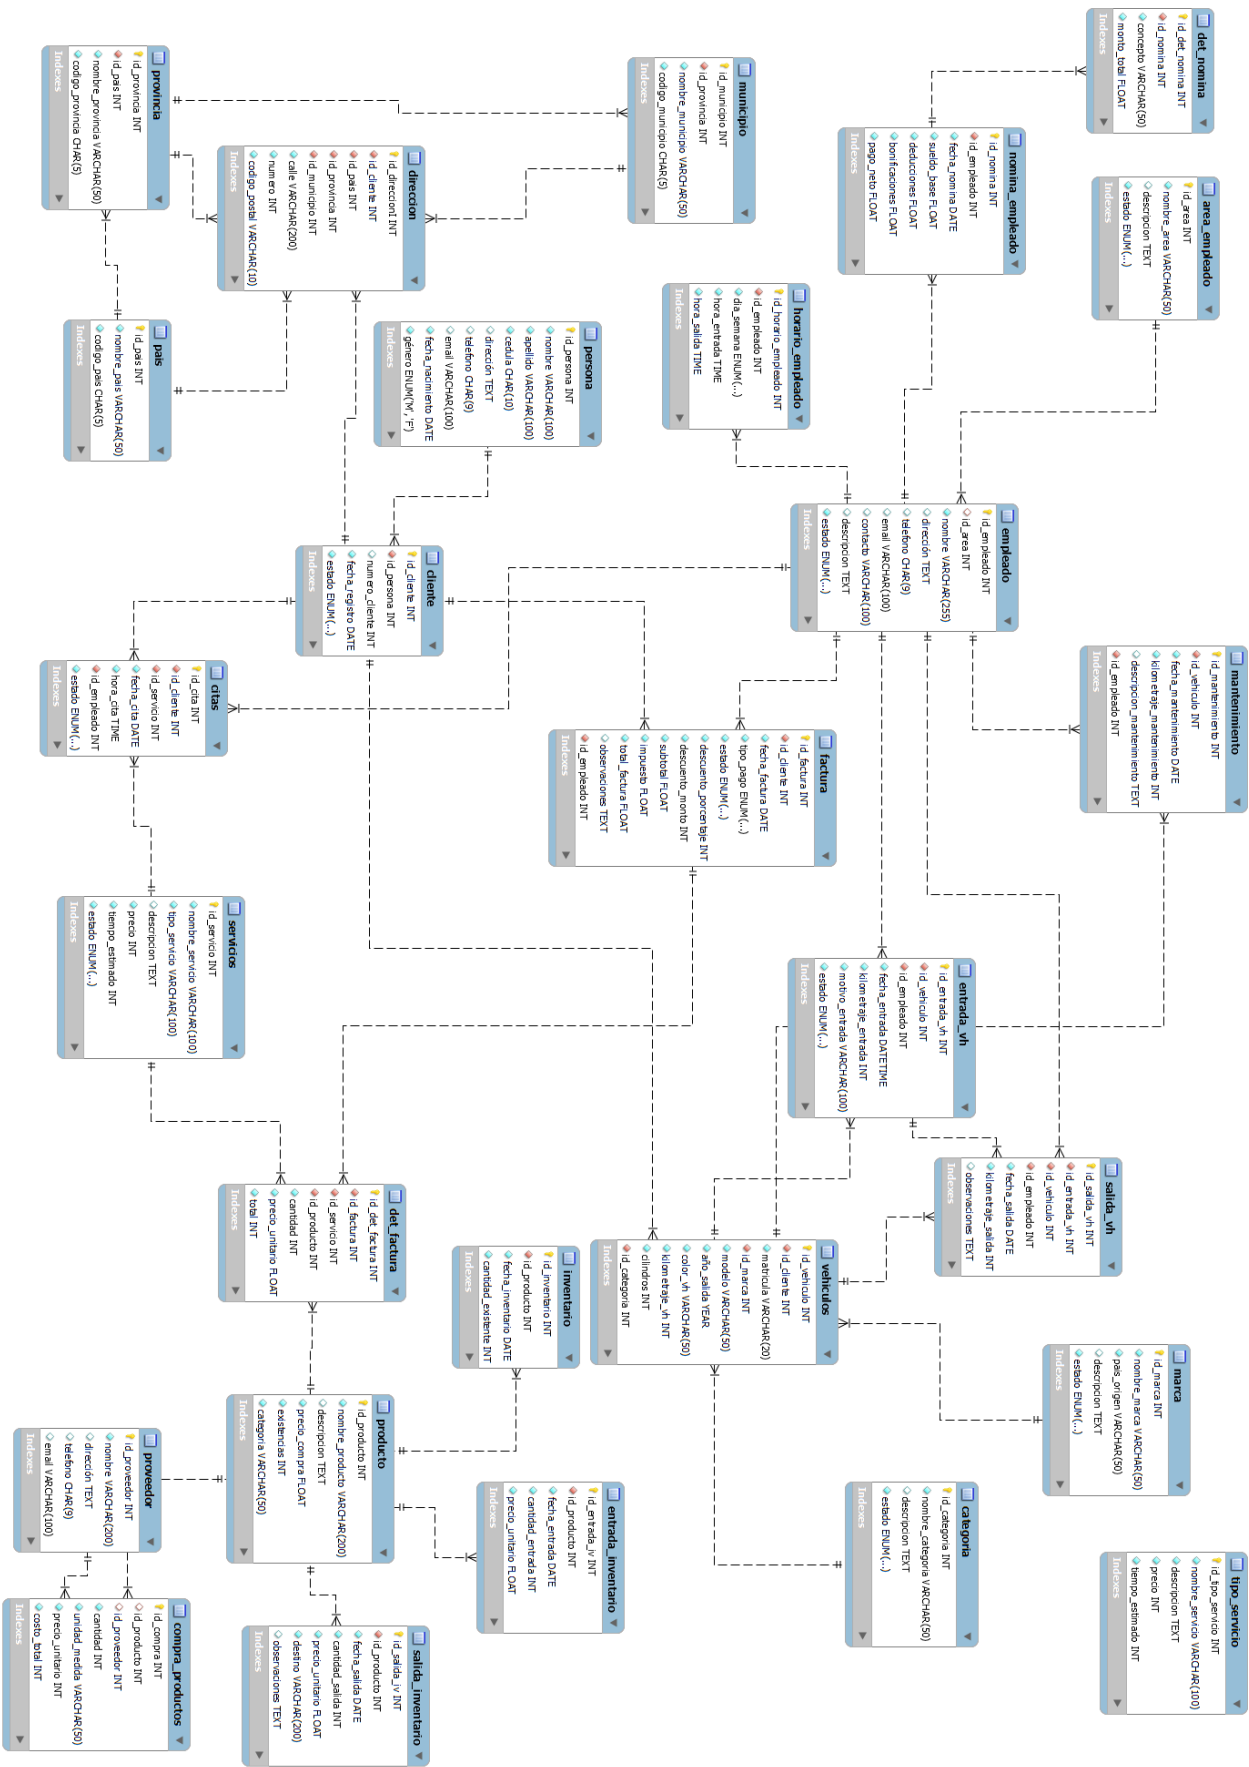 det_nomina
id_det_nomina INT
id_nomina INT
concepto VARCHAR(50)
monto_total FLOAT
Indexes
area_empleado
id_area INT
nombre_area VARCHAR(50)
descripcion TEXT
estado ENUM(...)
Indexes
mantenimiento
id_mantenimiento INT
id_vehiculo INT
fecha_mantenimiento DATE
kilometraje_mantenimiento INT
descripcion_mantenimiento TEXT
id_empleado INT
Indexes
salida_vh
id_salida_vh INT
id_entrada_vh INT
id_vehiculo INT
id_empleado INT
fecha_salida DATE
kilometraje_salida INT
observaciones TEXT
Indexes
marca
id_marca INT
nombre_marca VARCHAR(50)
pais_origen VARCHAR(50)
descripcion TEXT
estado ENUM(...)
Indexes
tipo_servicio
id_tipo_servicio INT
nombre_servicio VARCHAR(100)
descripcion TEXT
precio INT
tiempo_estimado INT
Indexes
nomina_empleado
id_nomina INT
id_empleado INT
fecha_nomina DATE
sueldo_base FLOAT
deducciones FLOAT
bonificaciones FLOAT
pago_neto FLOAT
Indexes
empleado
id_empleado INT
id_area INT
nombre VARCHAR(255)
dirección TEXT
telefono CHAR(9)
email VARCHAR(100)
contacto VARCHAR(100)
descripcion TEXT
estado ENUM(...)
Indexes
entrada_vh
id_entrada_vh INT
id_vehiculo INT
id_empleado INT
fecha_entrada DATETIME
kilometraje_entrada INT
motivo_entrada VARCHAR(100)
estado ENUM(...)
Indexes
categoria
id_categoria INT
nombre_categoria VARCHAR(50)
descripcion TEXT
estado ENUM(...)
Indexes
municipio
id_municipio INT
id_provincia INT
nombre_municipio VARCHAR(50)
codigo_municipio CHAR(5)
Indexes
horario_empleado
id_horario_empleado INT
id_empleado INT
dia_semana ENUM(...)
hora_entrada TIME
hora_salida TIME
Indexes
factura
id_factura INT
id_cliente INT
fecha_factura DATE
tipo_pago ENUM(...)
estado ENUM(...)
descuento_porcentaje INT
descuento_monto INT
subtotal FLOAT
impuesto FLOAT
total_factura FLOAT
observaciones TEXT
id_empleado INT
Indexes
vehiculos
id_vehiculo INT
id_cliente INT
matricula VARCHAR(20)
id_marca INT
modelo VARCHAR(50)
año_salida YEAR
color_vh VARCHAR(50)
kilometraje_vh INT
cilindros INT
id_categoria INT
Indexes
persona
id_persona INT
nombre VARCHAR(100)
apellido VARCHAR(100)
cedula CHAR(10)
dirección TEXT
telefono CHAR(9)
email VARCHAR(100)
fecha_nacimiento DATE
género ENUM('M', 'F')
Indexes
inventario
id_inventario INT
id_producto INT
fecha_inventario DATE
cantidad_existente INT
Indexes
entrada_inventario
id_entrada_iv INT
id_producto INT
fecha_entrada DATE
cantidad_entrada INT
precio_unitario FLOAT
Indexes
direccion
id_direccionI INT
id_cliente INT
id_pais INT
id_provincia INT
id_municipio INT
calle VARCHAR(200)
numero INT
codigo_postal VARCHAR(10)
Indexes
cliente
id_cliente INT
id_persona INT
numero_cliente INT
fecha_registro DATE
estado ENUM(...)
Indexes
det_factura
id_det_factura INT
id_factura INT
id_servicio INT
id_producto INT
cantidad INT
precio_unitario FLOAT
total INT
Indexes
producto
id_producto INT
nombre_producto VARCHAR(200)
descripcion TEXT
precio_compra FLOAT
existencias INT
categoria VARCHAR(50)
Indexes
salida_inventario
id_salida_iv INT
id_producto INT
fecha_salida DATE
cantidad_salida INT
precio_unitario FLOAT
destino VARCHAR(200)
observaciones TEXT
Indexes
provincia
id_provincia INT
id_pais INT
nombre_provincia VARCHAR(50)
codigo_provincia CHAR(5)
Indexes
pais
id_pais INT
nombre_pais VARCHAR(50)
codigo_pais CHAR(5)
Indexes
citas
id_cita INT
id_cliente INT
id_servicio INT
fecha_cita DATE
hora_cita TIME
id_empleado INT
estado ENUM(...)
Indexes
servicios
id_servicio INT
nombre_servicio VARCHAR(100)
tipo_servicio VARCHAR(100)
descripcion TEXT
precio INT
tiempo_estimado INT
estado ENUM(...)
Indexes
proveedor
id_proveedor INT
nombre VARCHAR(200)
dirección TEXT
telefono CHAR(9)
email VARCHAR(100)
Indexes
compra_productos
id_compra INT
id_producto INT
id_proveedor INT
cantidad INT
unidad_medida VARCHAR(50)
precio_unitario INT
costo_total INT
Indexes